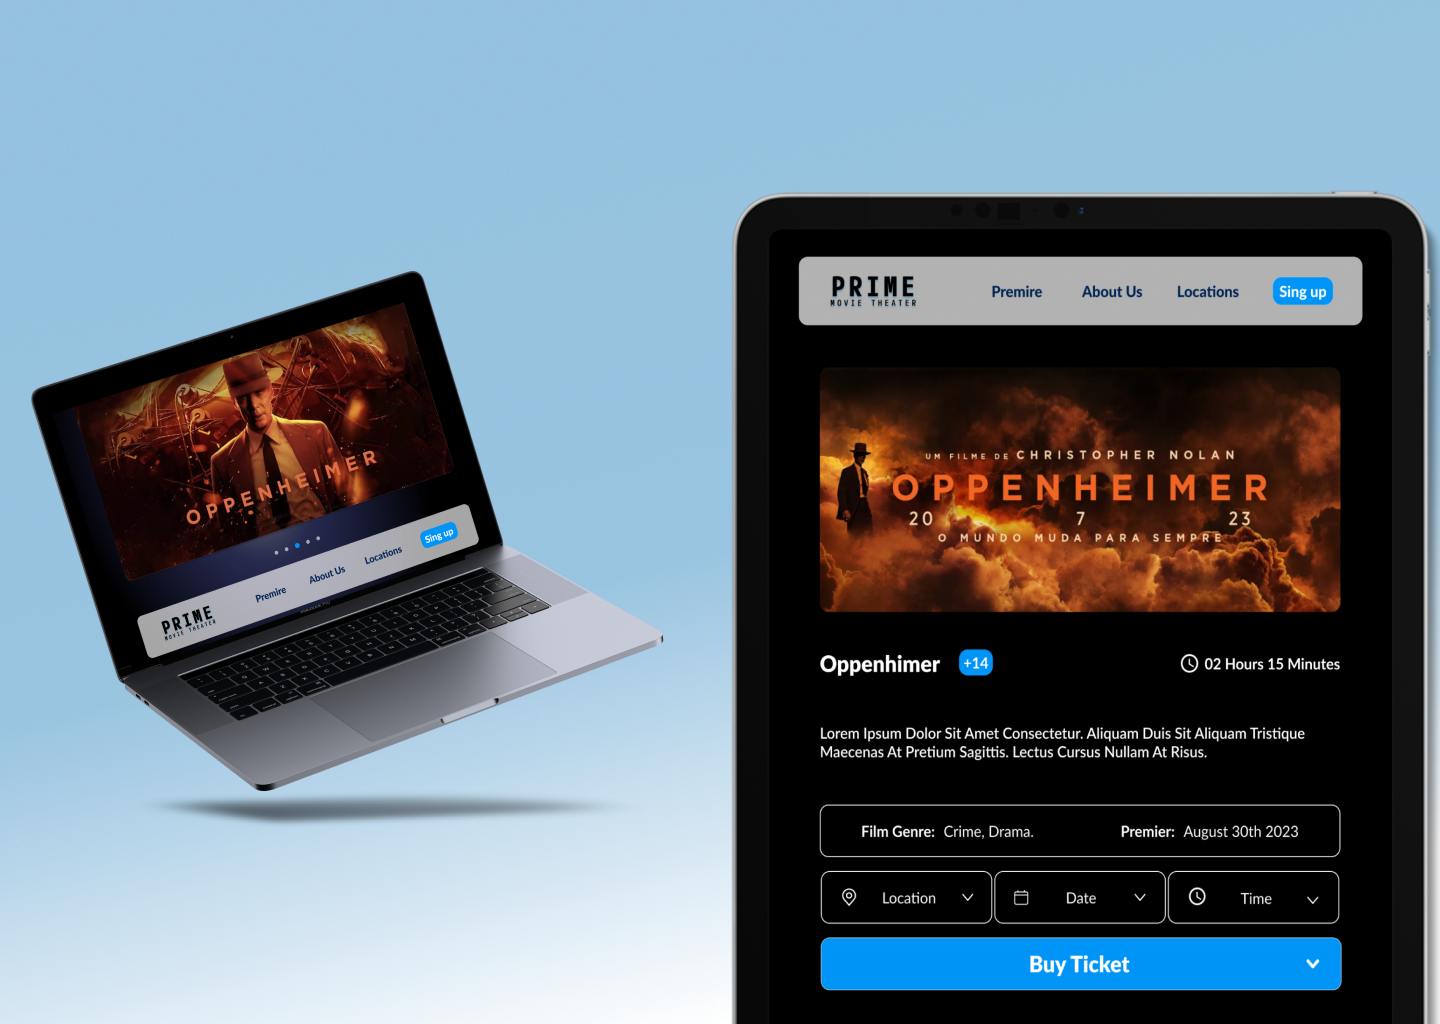 OPPENHEIMER
PRIME
MOVIE THEATER
Premire
About Us
Locations
Sing up
PRIME
MOVIE THEATER
Premire
About Us
Locations
Sing up
UM FILME DE CHRISTOPHER NOLAN
OPPENHEIMER
20 7 23
O MUNDO MUDA PARA SEMPRE
Oppenhimer
+14
02 Hours 15 Minutes
Lorem Ipsum Dolor Sit Amet Consectetur. Aliquam Duis Sit Aliquam Tristique
Maecenas At Pretium Sagittis. Lectus Cursus Nullam At Risus.
Film Genre: Crime, Drama.
Premier: August 30th 2023
Location
Date
Time
Buy Ticket